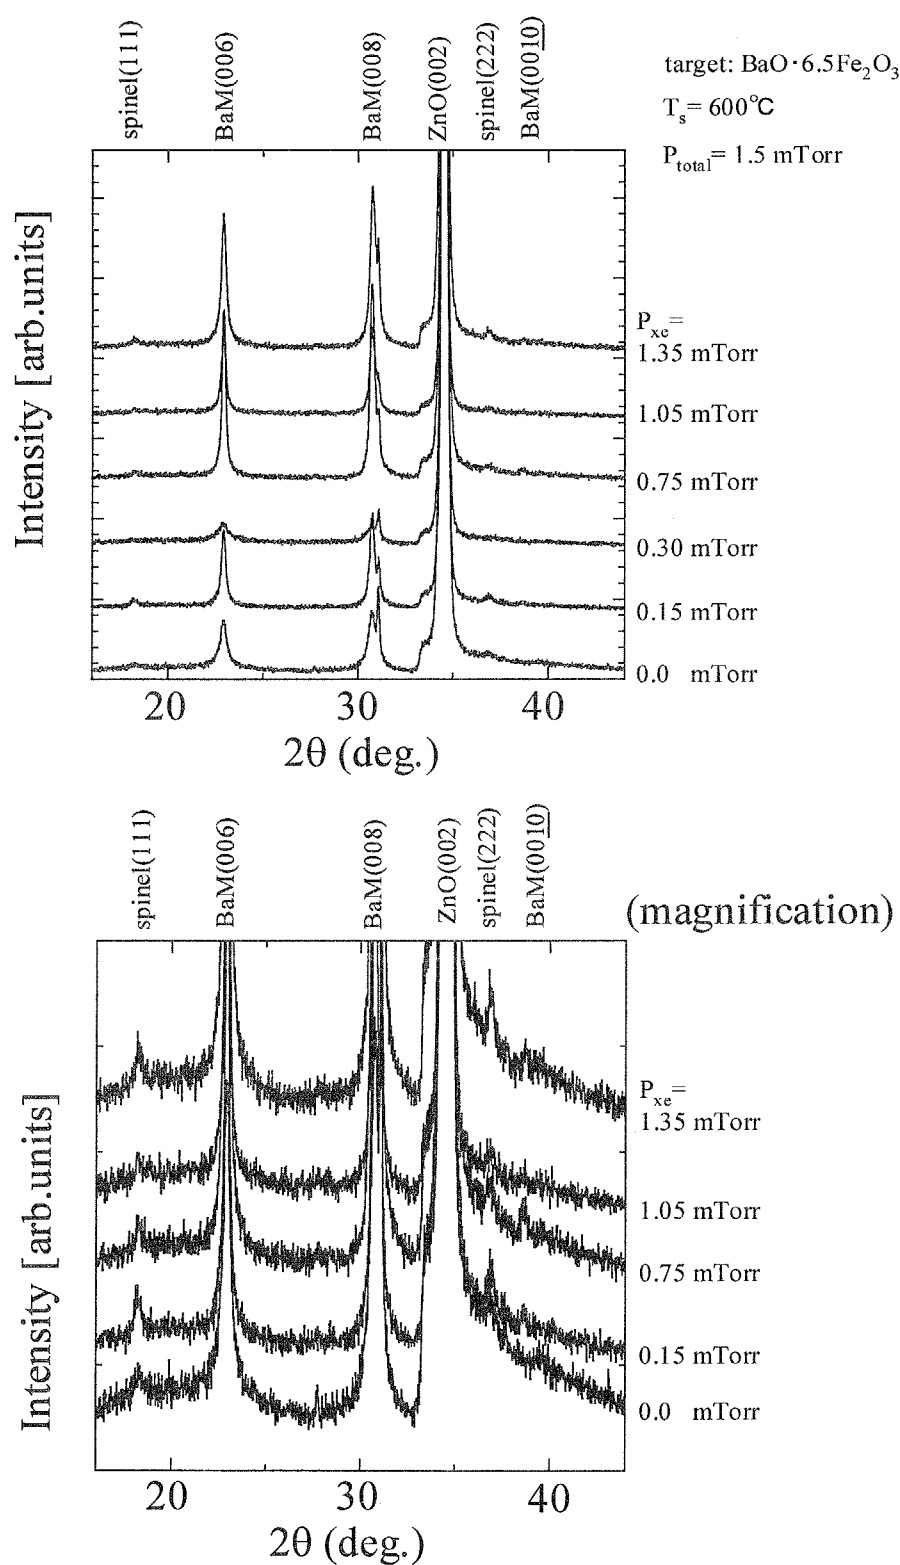 spinel(111)
BaM(006)
BaM(008)
ZnO(002)
spinel(222)
BaM(0010)
target: BaO·6.5Fe₂O₃
Tₛ= 600℃
P_total= 1.5 mTorr
Intensity [arb.units]
P_xe=
1.35 mTorr
1.05 mTorr
0.75 mTorr
0.30 mTorr
0.15 mTorr
0.0 mTorr
20 30 40
2θ (deg.)
spinel(111)
BaM(006)
BaM(008)
ZnO(002)
spinel(222)
BaM(0010)
(magnification)
Intensity [arb.units]
P_xe=
1.35 mTorr
1.05 mTorr
0.75 mTorr
0.15 mTorr
0.0 mTorr
20 30 40
2θ (deg.)